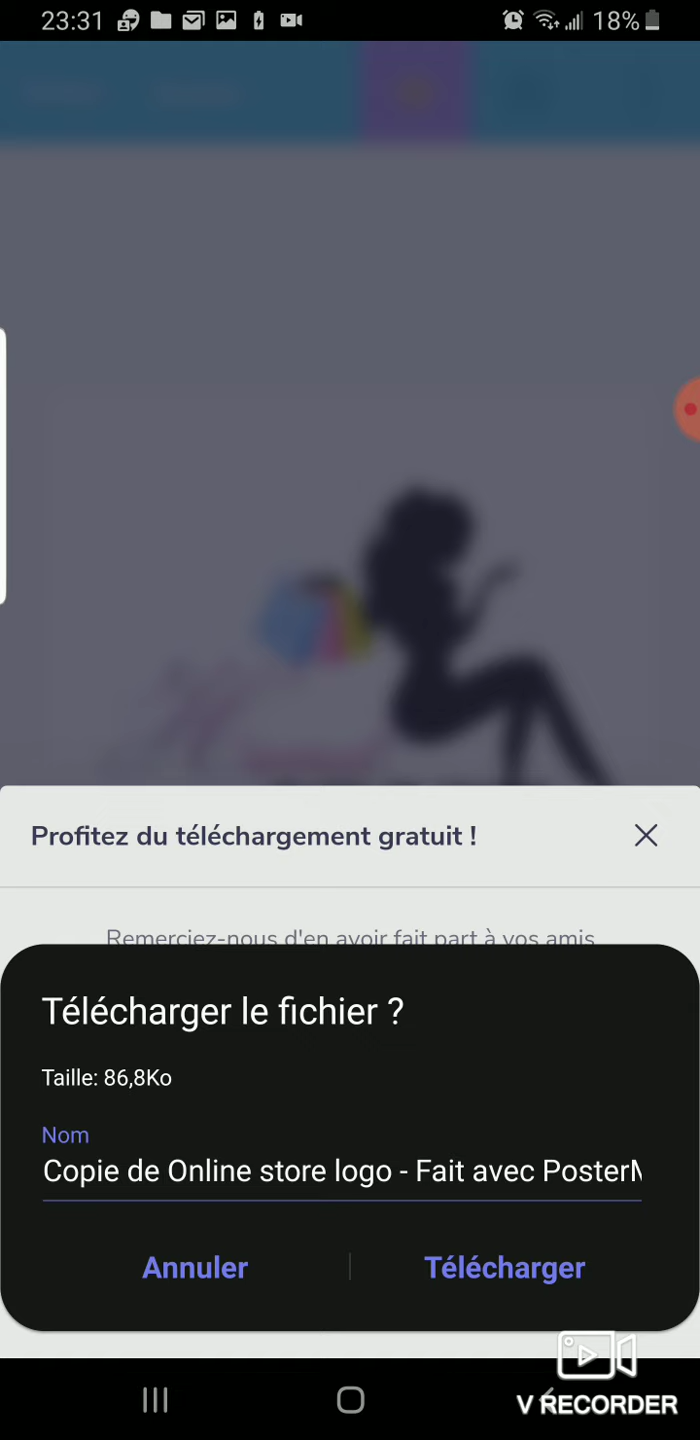 23:31
18%
Profitez du téléchargement gratuit !
Remerciez-nous d'en avoir fait part à vos amis
Télécharger le fichier ?
Taille: 86,8Ko
Nom
Copie de Online store logo - Fait avec Poster
Annuler
Télécharger
V RECORDER